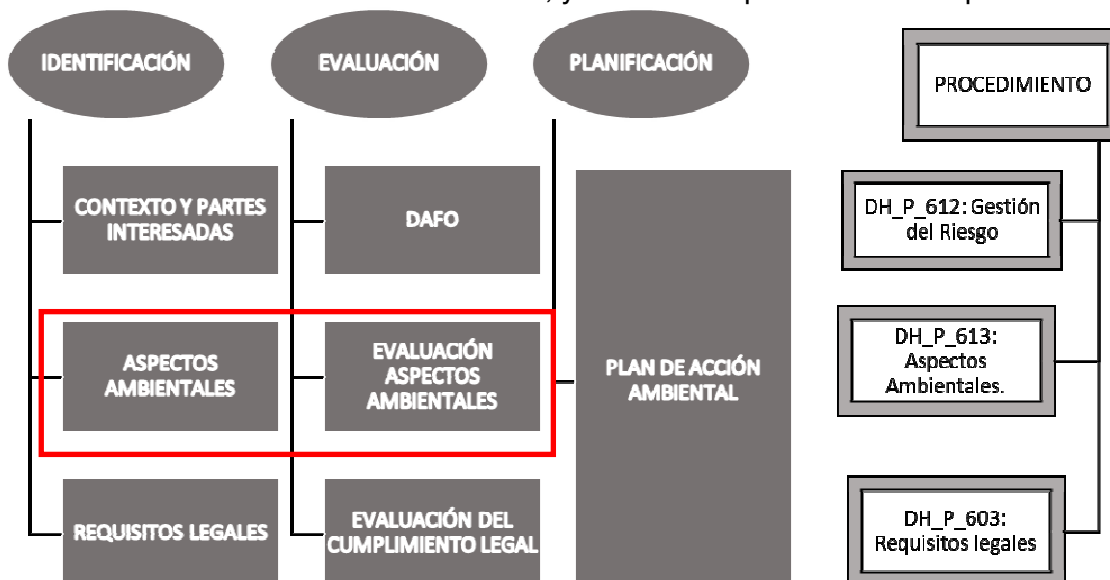 IDENTIFICACIÓN
EVALUACIÓN
PLANIFICACIÓN
PROCEDIMIENTO
CONTEXTO Y PARTES
INTERESADAS
DAFO
DH_P_612: Gestión
del Riesgo
ASPECTOS
AMBIENTALES
EVALUACIÓN
ASPECTOS
AMBIENTALES
PLAN DE ACCIÓN
AMBIENTAL
DH_P_613:
Aspectos
Ambientales.
REQUISITOS LEGALES
EVALUACIÓN DEL
CUMPLIMIENTO LEGAL
DH_P_603:
Requisitos legales